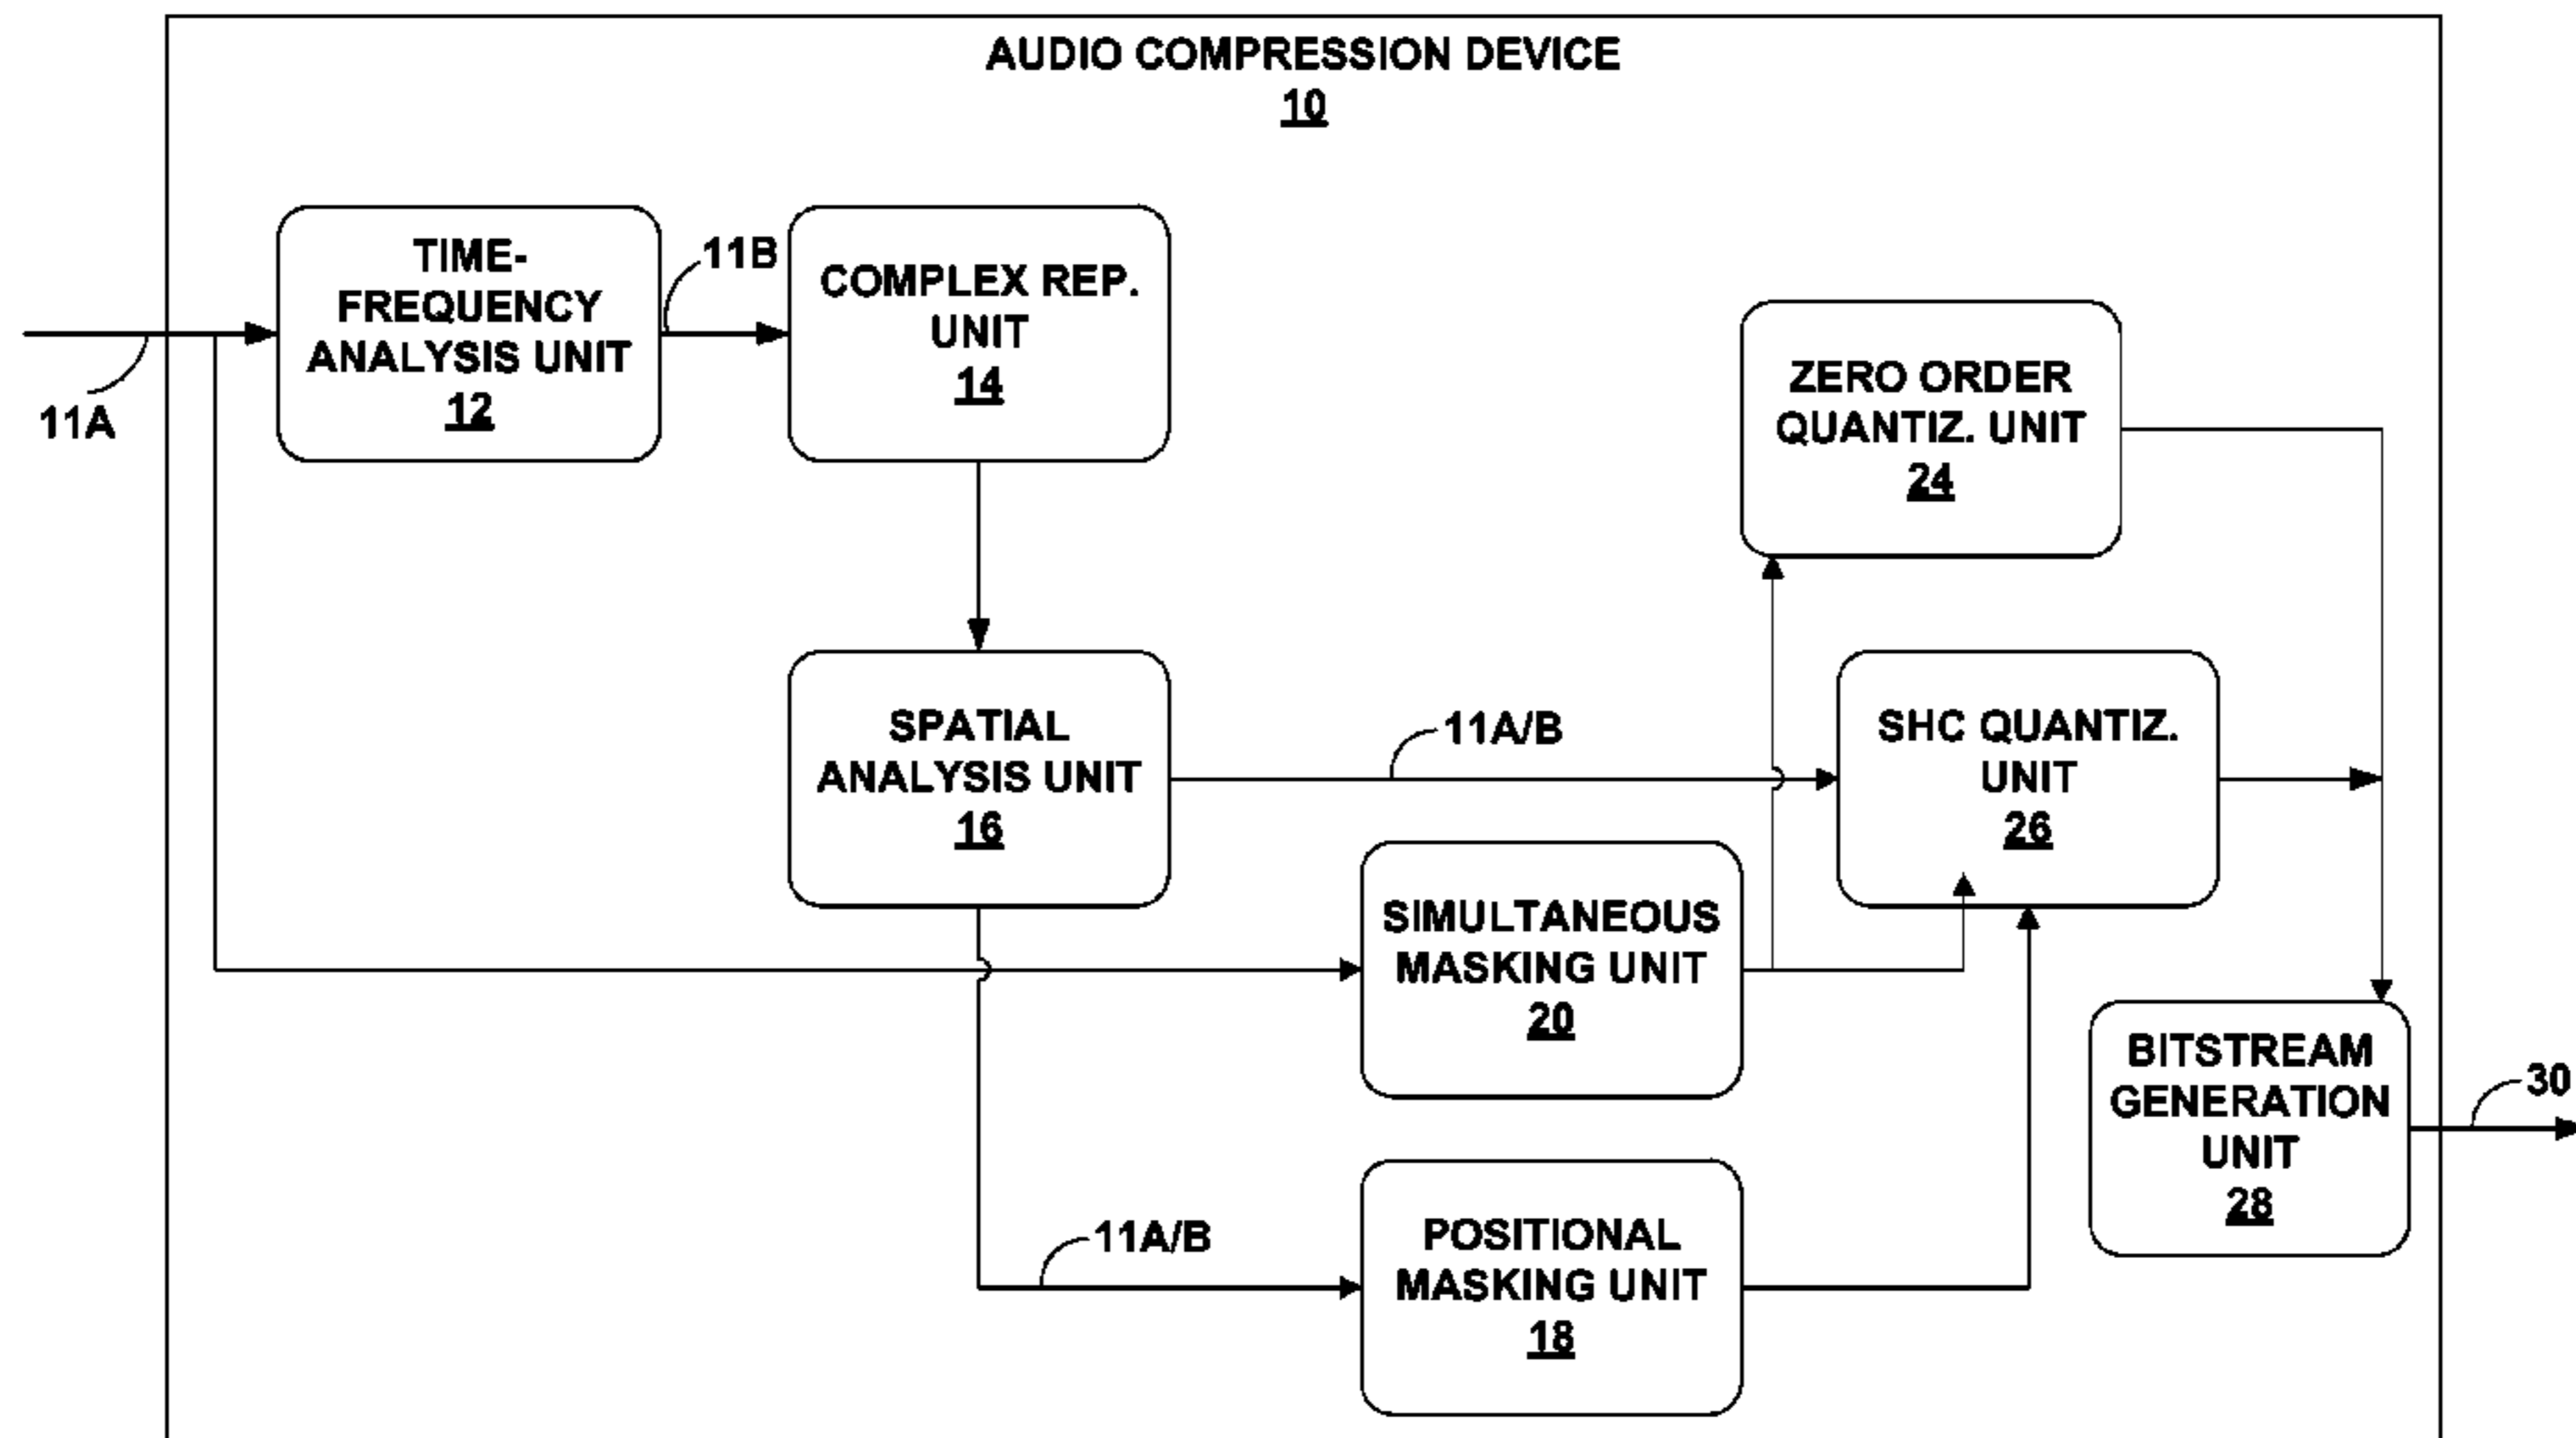 AUDIO COMPRESSION DEVICE
10
TIME-
FREQUENCY
ANALYSIS UNIT
12
11B
COMPLEX REP.
UNIT
14
11A
ZERO ORDER
QUANTIZ. UNIT
24
SPATIAL
ANALYSIS UNIT
16
11A/B
SHC QUANTIZ.
UNIT
26
SIMULTANEOUS
MASKING UNIT
20
BITSTREAM
GENERATION
UNIT
28
30
11A/B
POSITIONAL
MASKING UNIT
18